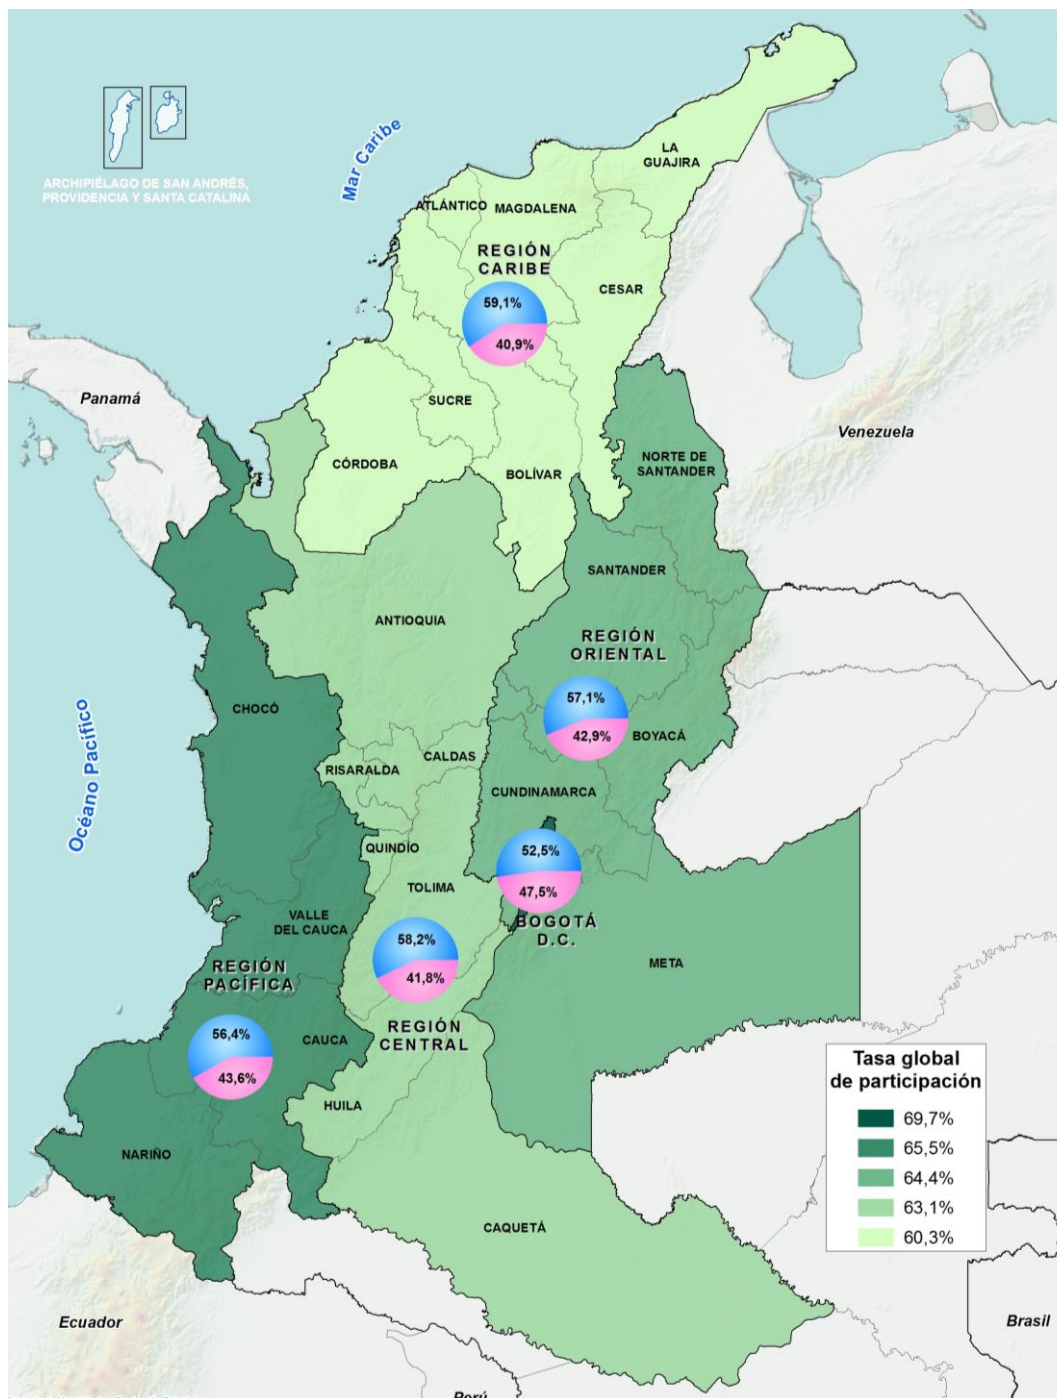 ARCHIPIÉLAGO DE SAN ANDRÉS,
PROVIDENCIA Y SANTA CATALINA
Mar Caribe
LA
GUAJIRA
ATLÁNTICO
MAGDALENA
REGIÓN
CARIBE
CESAR
59,1%
40,9%
Panamá
SUCRE
Venezuela
CÓRDOBA
BOLÍVAR
NORTE DE
SANTANDER
SANTANDER
ANTIOQUIA
REGIÓN
ORIENTAL
CHOCÓ
57,1%
42,9%
BOYACÁ
Océano Pacífico
CALDAS
RISARALDA
CUNDINAMARCA
QUINDÍO
52,5%
47,5%
TOLIMA
BOGOTÁ
D.C.
VALLE
DEL CAUCA
58,2%
41,8%
META
REGIÓN
PACÍFICA
REGIÓN
CENTRAL
56,4%
43,6%
CAUCA
HUILA
NARIÑO
CAQUETÁ
Tasa global
de participación
69,7%
65,5%
64,4%
63,1%
60,3%
Ecuador
Brasil
Perú